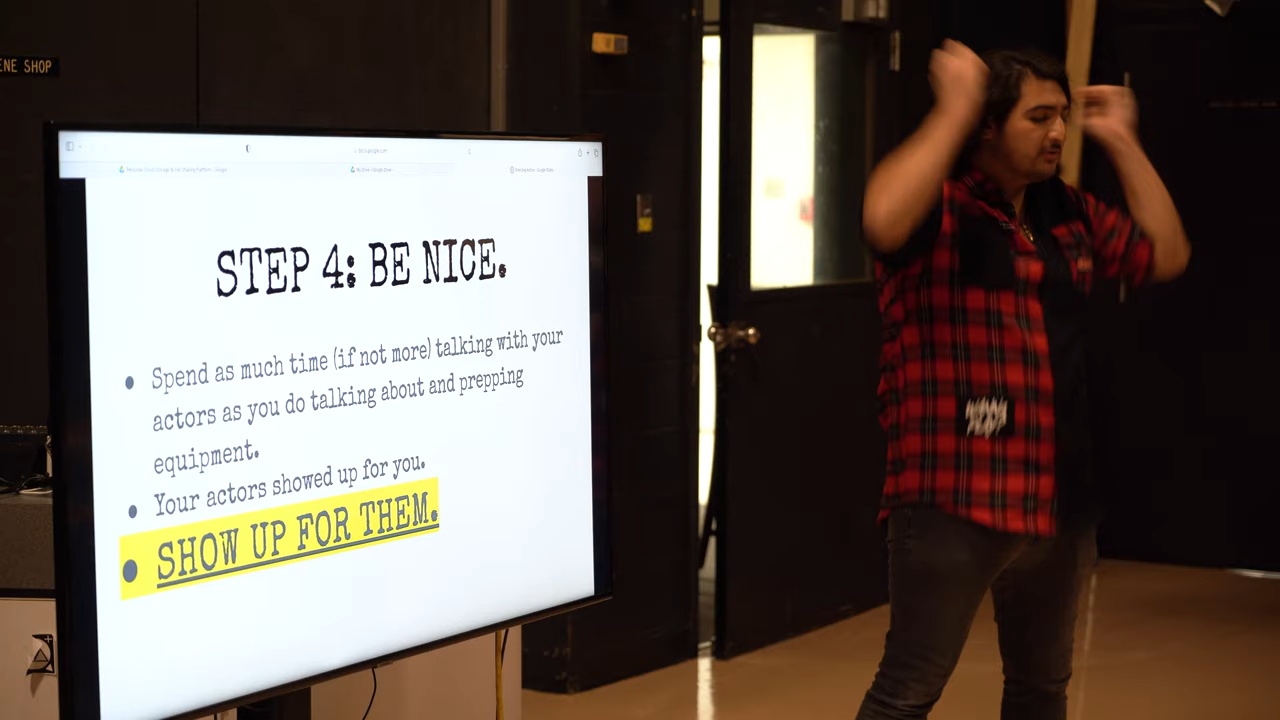 ENE SHOP
STEP 4: BE NICE.
Spend as much time (if not more) talking with your
actors as you do talking about and prepping
equipment.
Your actors showed up for you.
SHOW UP FOR THEM.